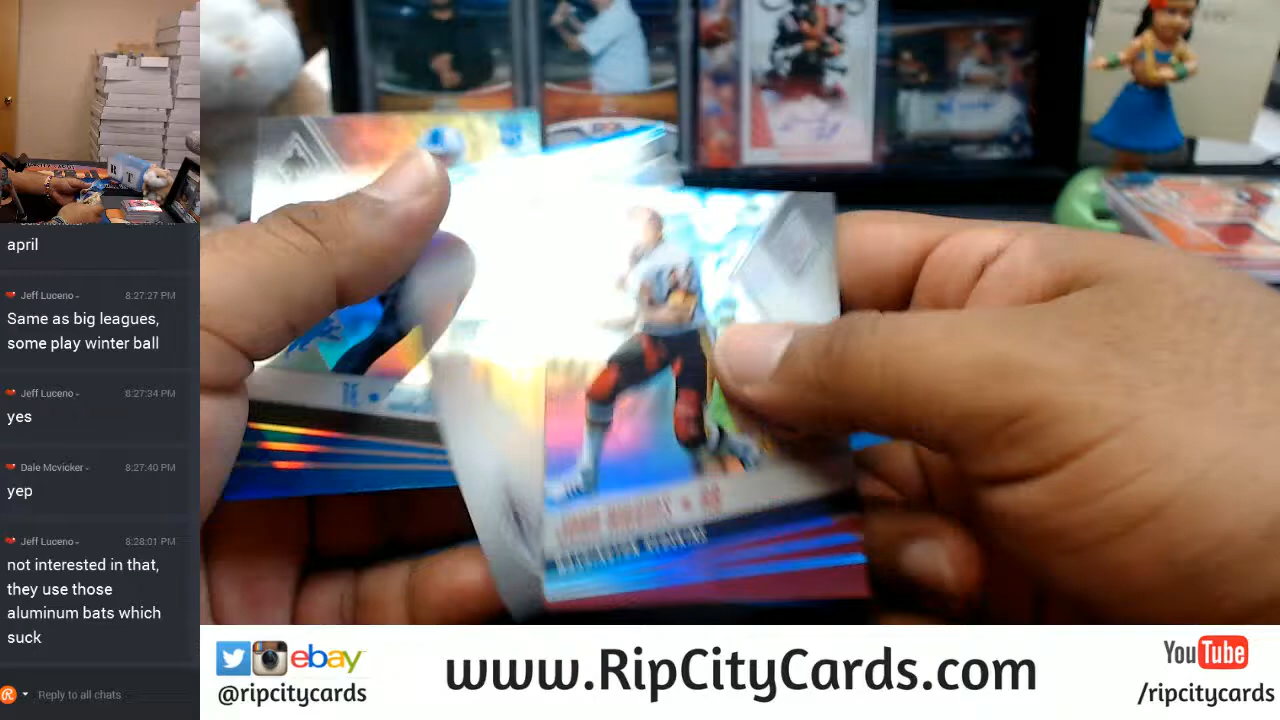 april
Jeff Luceno - 8:27:27 PM
Same as big leagues,
some play winter ball
Jeff Luceno - 8:27:34 PM
yes
Dale Mcvicker - 8:27:40 PM
yep
Jeff Luceno - 8:28:01 PM
not interested in that,
they use those
aluminum bats which
suck
Reply to all chats
TE
ebay
@ripcitycards
www.RipCityCards.com
YouTube
/ripcitycards